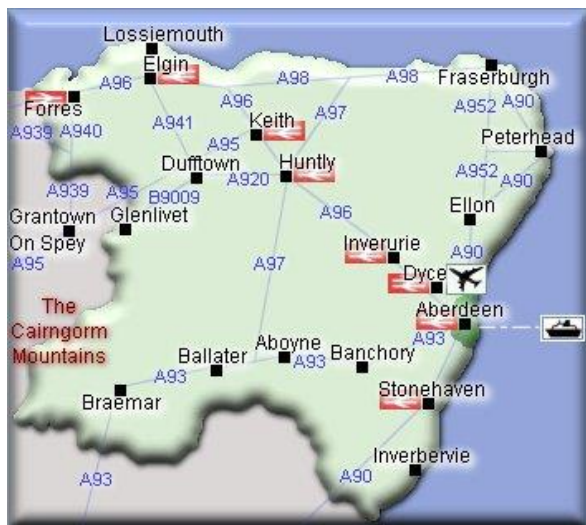 Lossiemouth
Elgin
A96
A98
A98
Fraserburgh
Forres
A96
A97
A952
A90
A939
A940
A941
Keith
A95
Peterhead
Dufftown
Huntly
A952
A939
A95
B9009
A920
A90
Grantown
On Spey
Glenlivet
A96
Ellon
A95
Inverurie
A90
A97
Dyce
The
Cairngorm
Mountains
Aberdeen
A93
Aboyne
Ballater
A93
Banchory
A93
Braemar
Stonehaven
Inverbervie
A93
A90